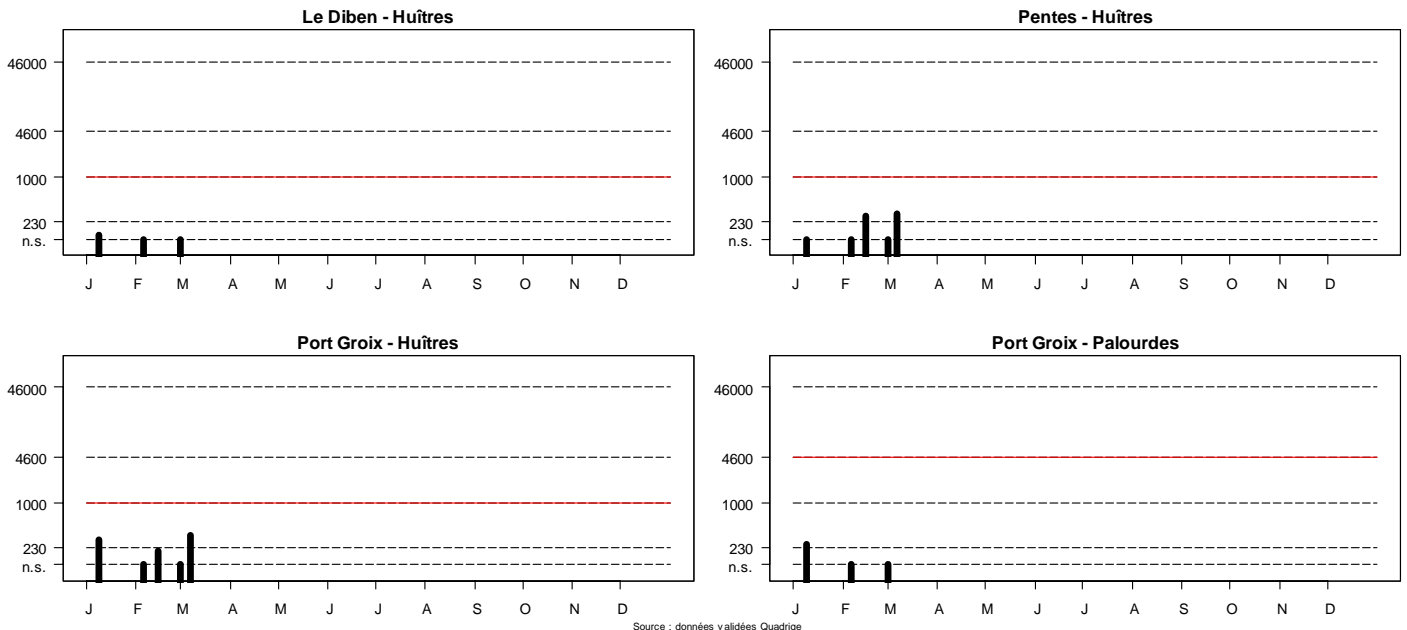 Le Diben - Huîtres
46000
4600
1000
230
n.s.
J F M A M J J A S O N D
Pentes - Huîtres
46000
4600
1000
230
n.s.
J F M A M J J A S O N D
Port Groix - Huîtres
46000
4600
1000
230
n.s.
J F M A M J J A S O N D
Port Groix - Palourdes
46000
4600
1000
230
n.s.
J F M A M J J A S O N D
Source : données validées Quadrige